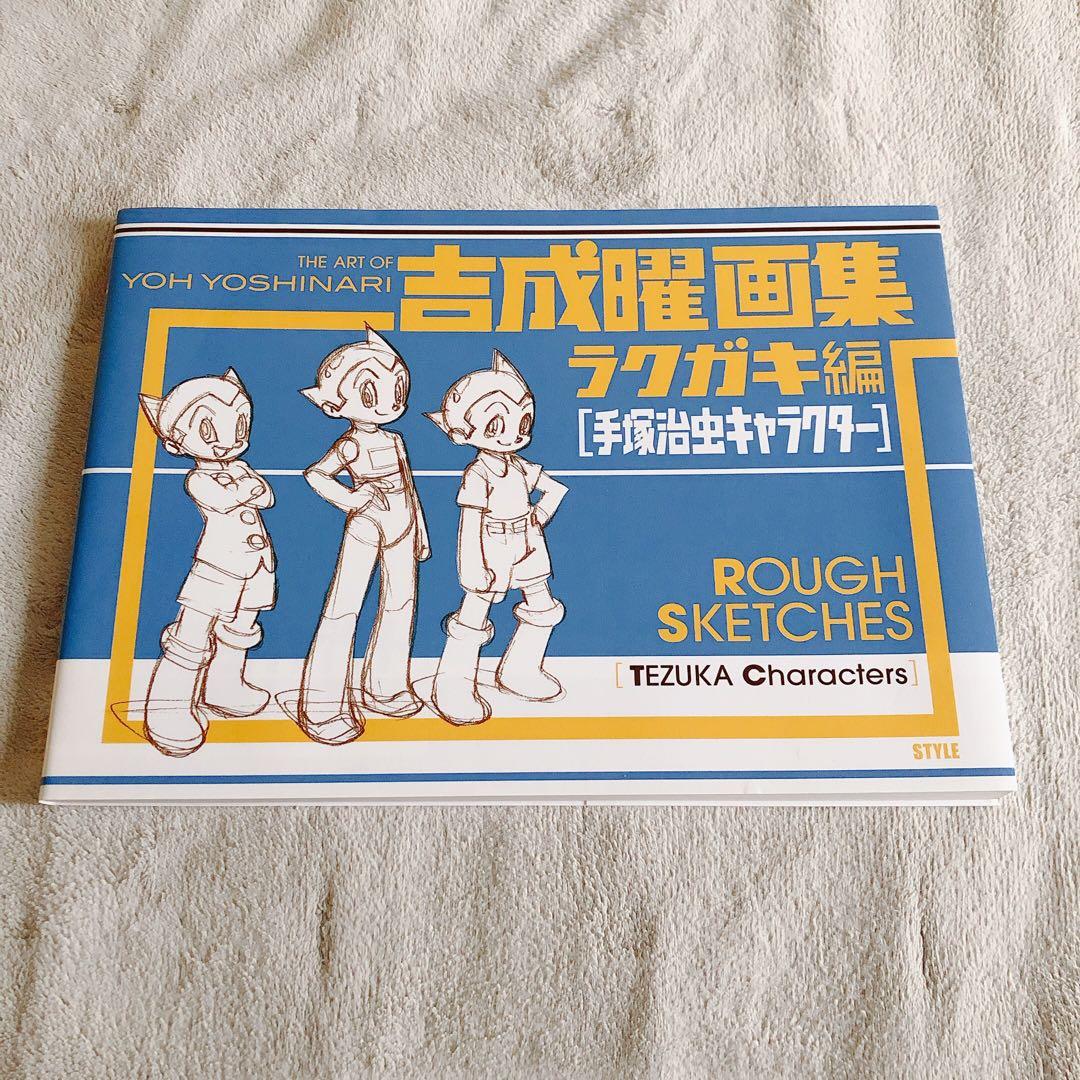 THE ART OF
YOH YOSHINARI
吉成曜画集
ラクガキ編
[手塚治虫キャラクター]
ROUGH
SKETCHES
[TEZUKA Characters]
STYLE